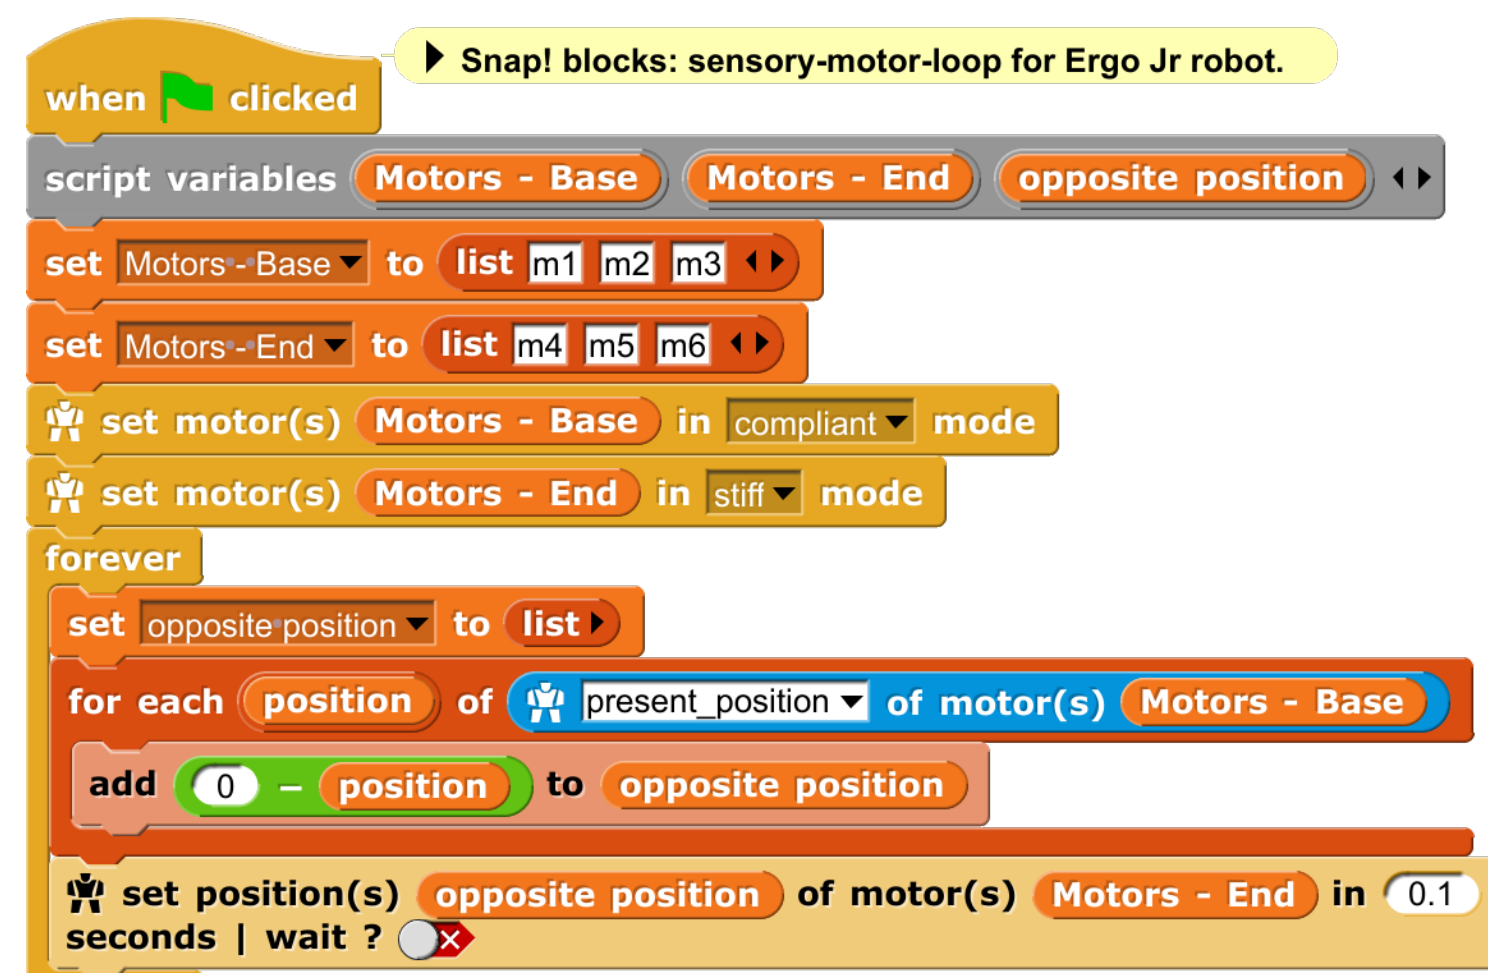 Snap! blocks: sensory-motor-loop for Ergo Jr robot.
when clicked
script variables Motors - Base Motors - End opposite position
set Motors - Base to list m1 m2 m3
set Motors - End to list m4 m5 m6
set motor(s) Motors - Base in compliant mode
set motor(s) Motors - End in stiff mode
forever
set opposite position to list
for each position of present_position of motor(s) Motors - Base
add 0 - position to opposite position
set position(s) opposite position of motor(s) Motors - End in 0.1
seconds | wait ?